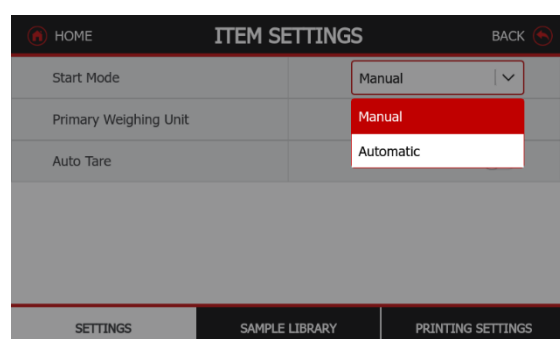 HOME
ITEM SETTINGS
BACK
Start Mode
Manual
Primary Weighing Unit
Manual
Auto Tare
Automatic
SETTINGS
SAMPLE LIBRARY
PRINTING SETTINGS